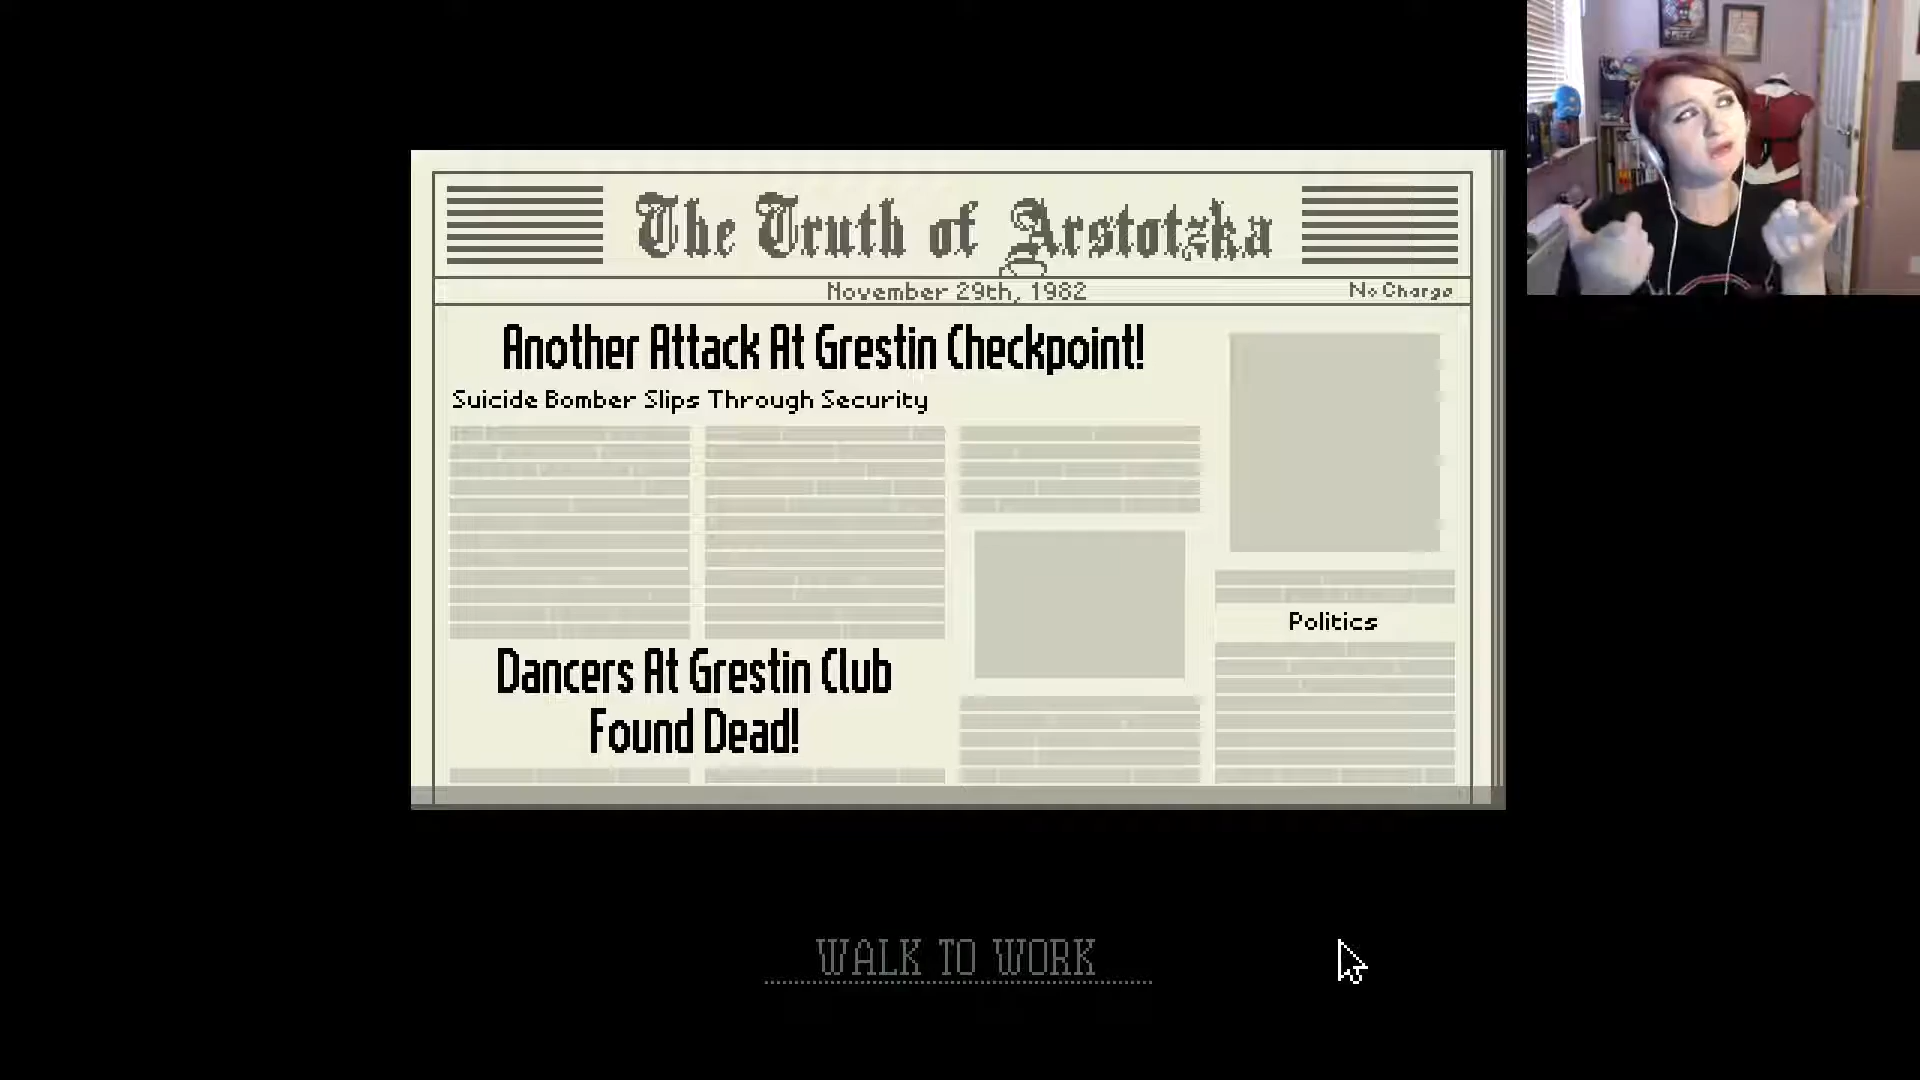 The Truth of Arstotzka
November 29th, 1982
No Charge
Another Attack At Grestin Checkpoint!
Suicide Bomber Slips Through Security
Dancers At Grestin Club
Found Dead!
Politics
WALK TO WORK